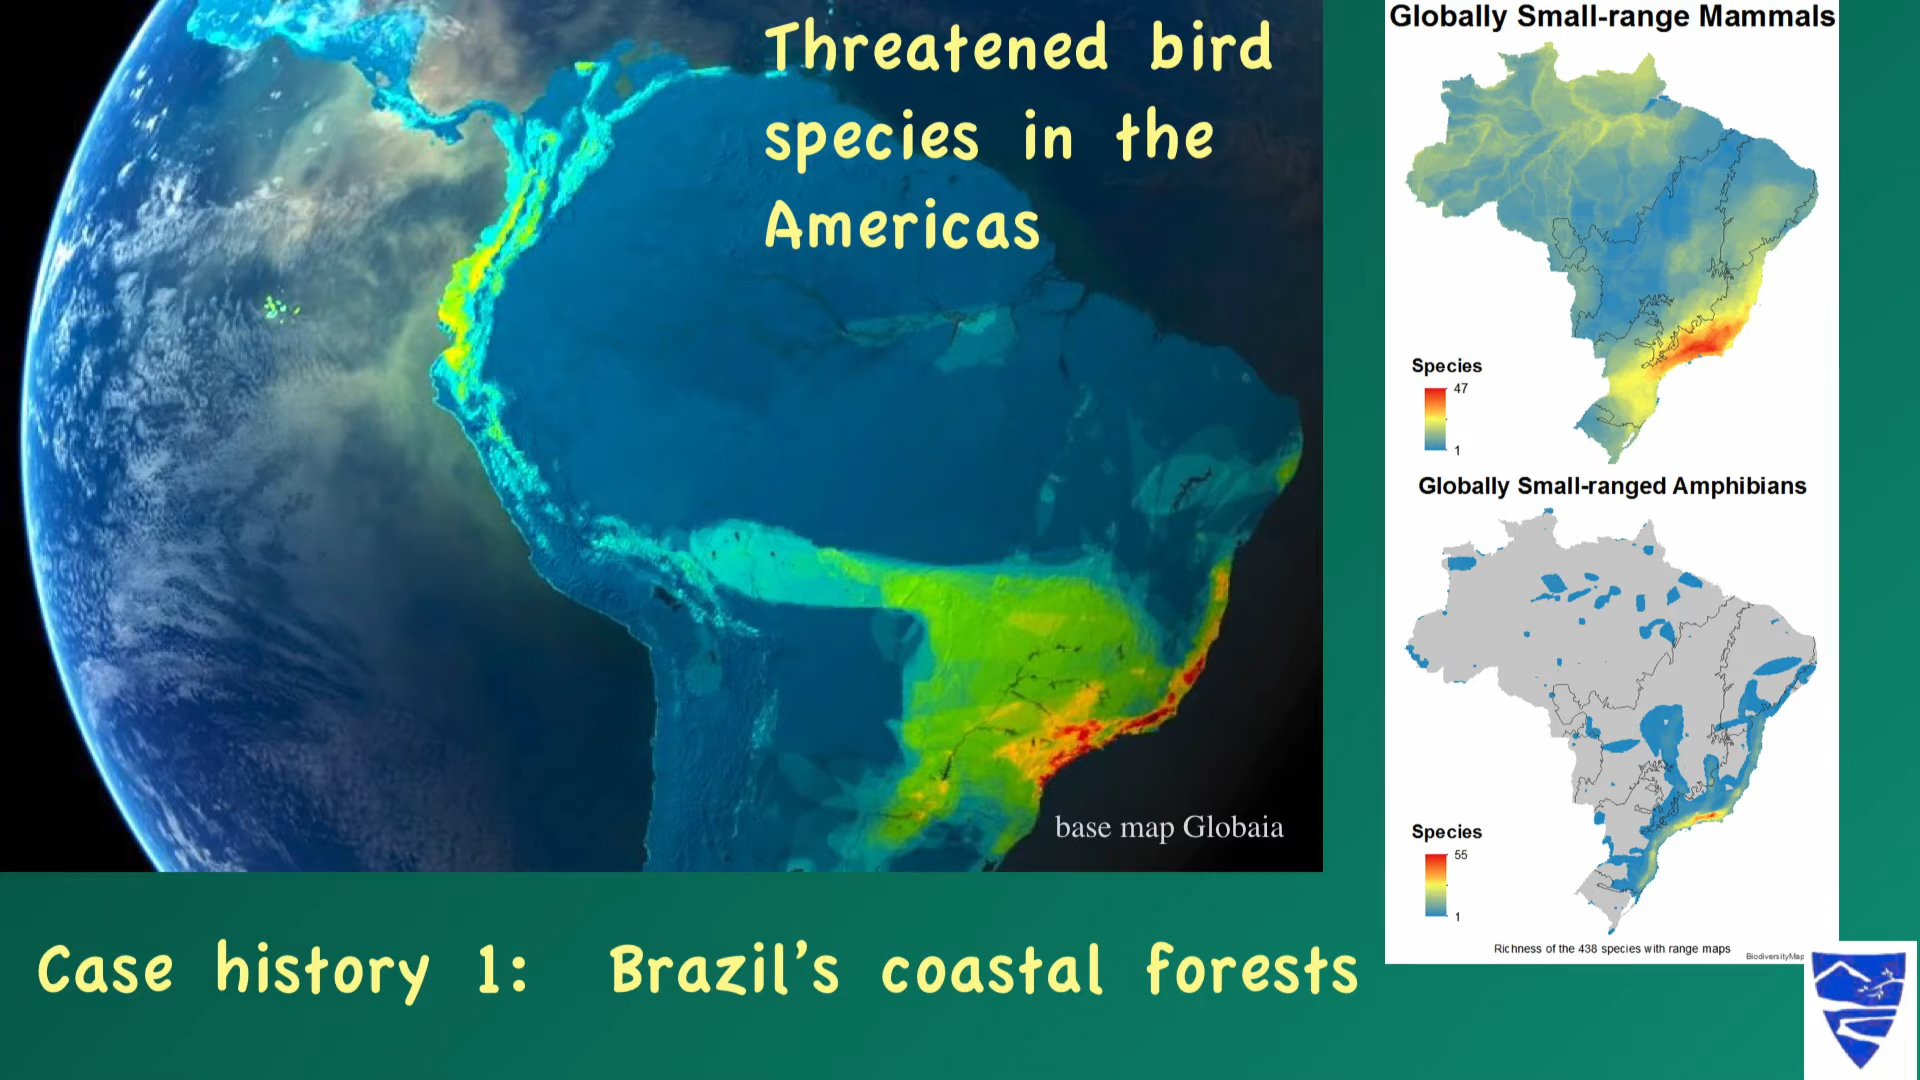 Threatened bird
species in the
Americas
base map Globaia
Case history 1: Brazil's coastal forests
Globally Small-range Mammals
Species
47
1
Globally Small-ranged Amphibians
Species
55
1
Richness of the 438 species with range maps
BiodiversityMap